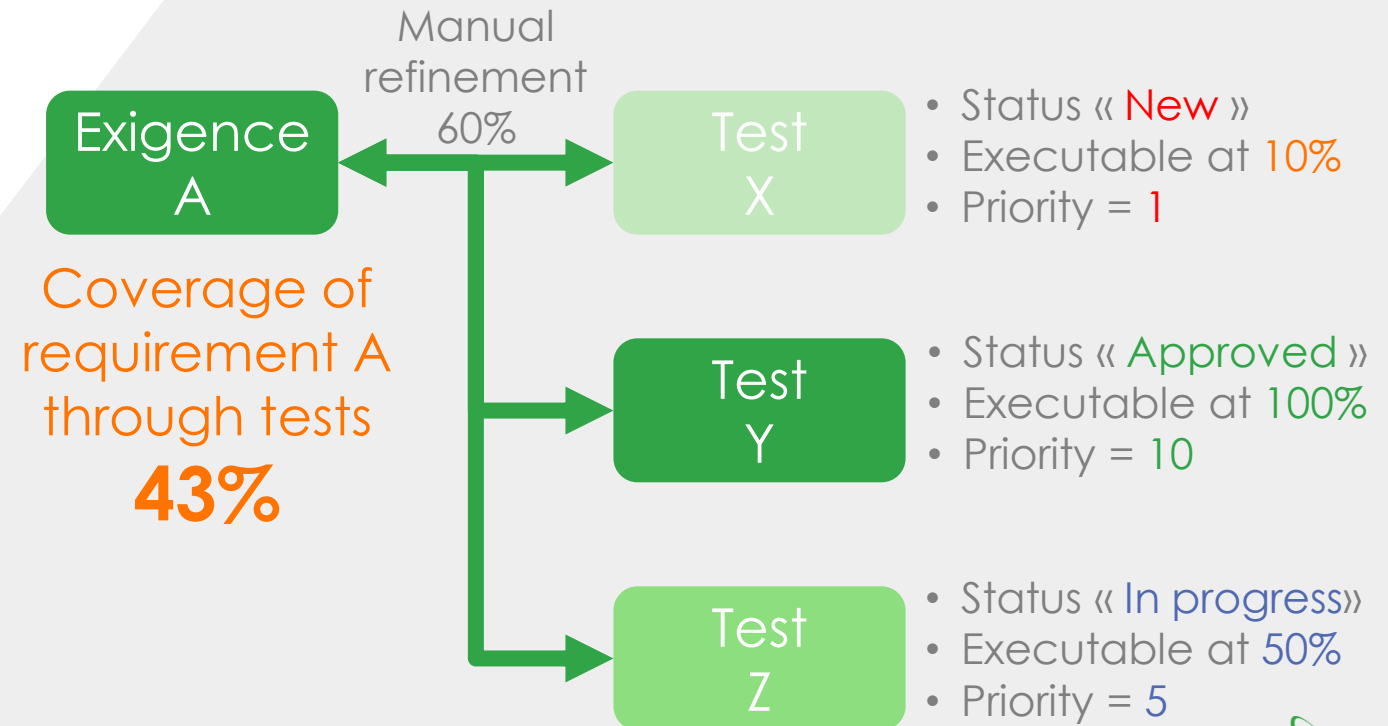 Manual
refinement
60%
Exigence
A
Coverage of
requirement A
through tests
43%
Test
X
• Status « New »
• Executable at 10%
• Priority = 1
Test
Y
• Status « Approved »
• Executable at 100%
• Priority = 10
Test
Z
• Status « In progress»
• Executable at 50%
• Priority = 5